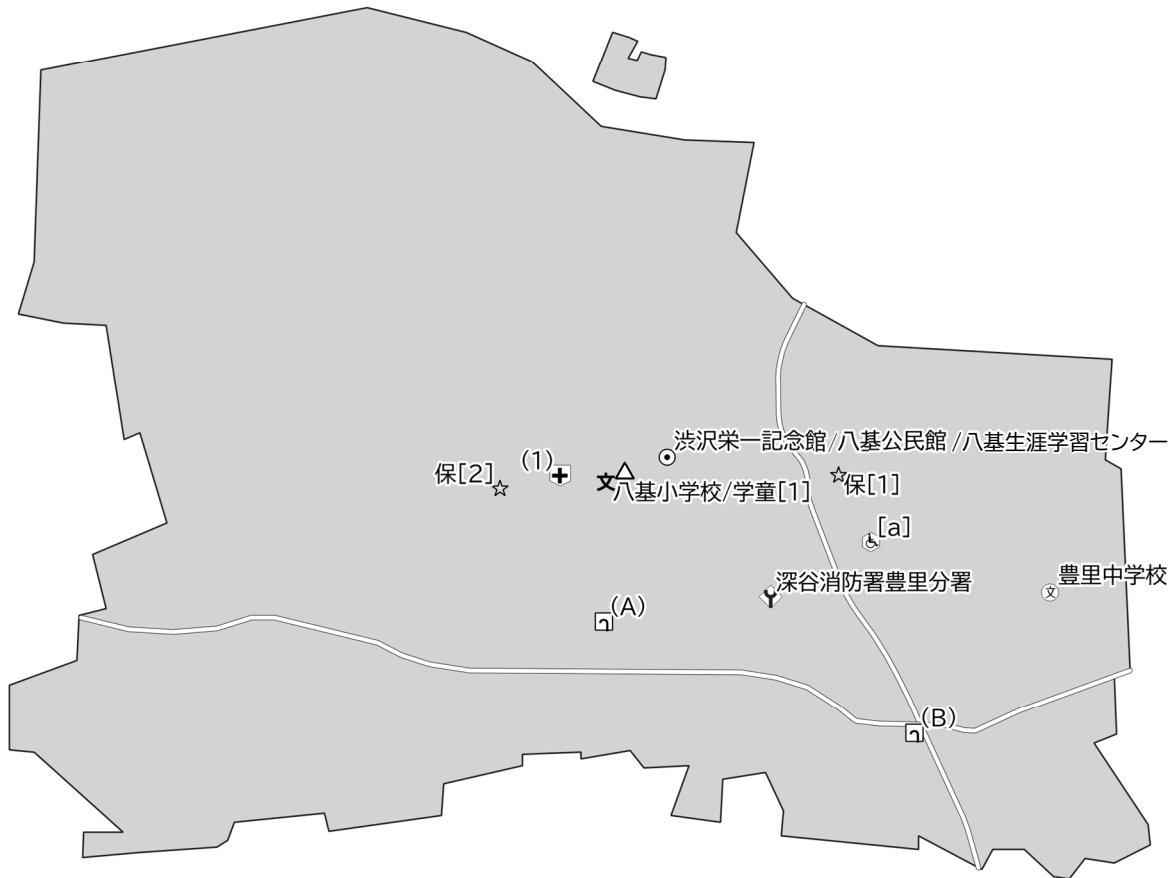 渋沢栄一記念館/八基公民館/八基生涯学習センター
保[2]
(1)
文
八基小学校/学童[1]
保[1]
[a]
深谷消防署豊里分署
豊里中学校
文
(A)
(B)